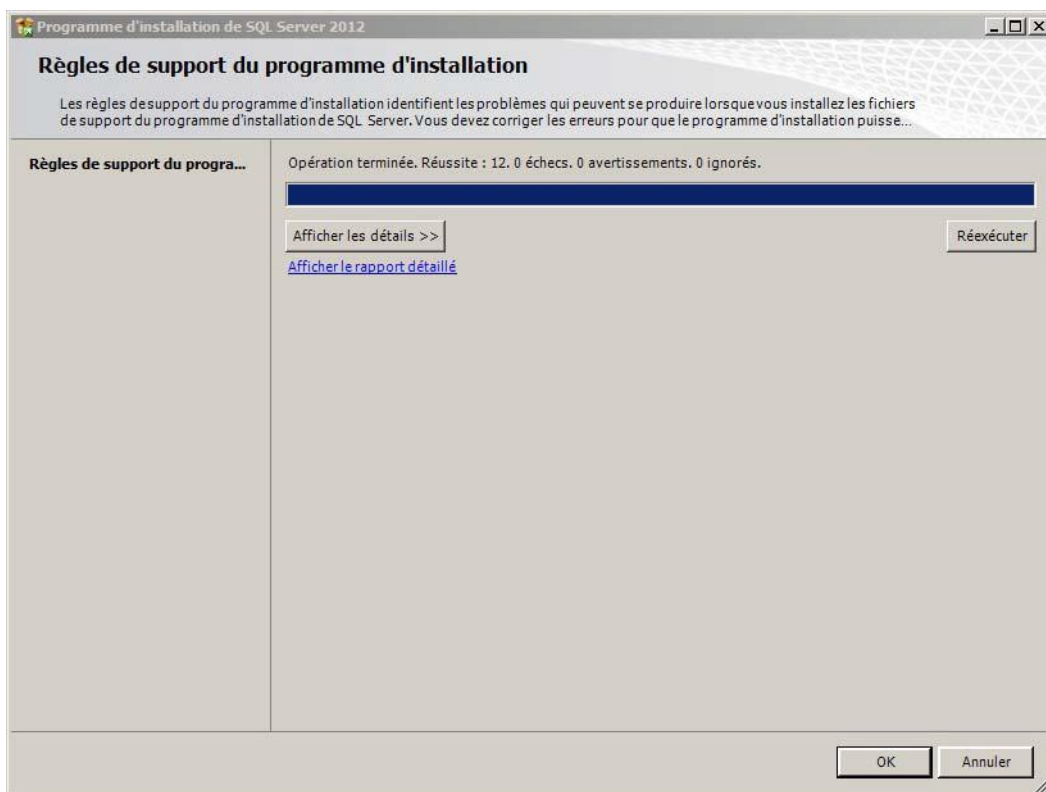 Programme d'installation de SQL Server 2012
Règles de support du programme d'installation
Les règles de support du programme d'installation identifient les problèmes qui peuvent se produire lorsque vous installez les fichiers
de support du programme d'installation de SQL Server. Vous devez corriger les erreurs pour que le programme d'installation puisse...
Règles de support du progra...
Opération terminée. Réussite : 12. 0 échecs. 0 avertissements. 0 ignorés.
Afficher les détails >>
Réexécuter
Afficher le rapport détaillé
OK
Annuler